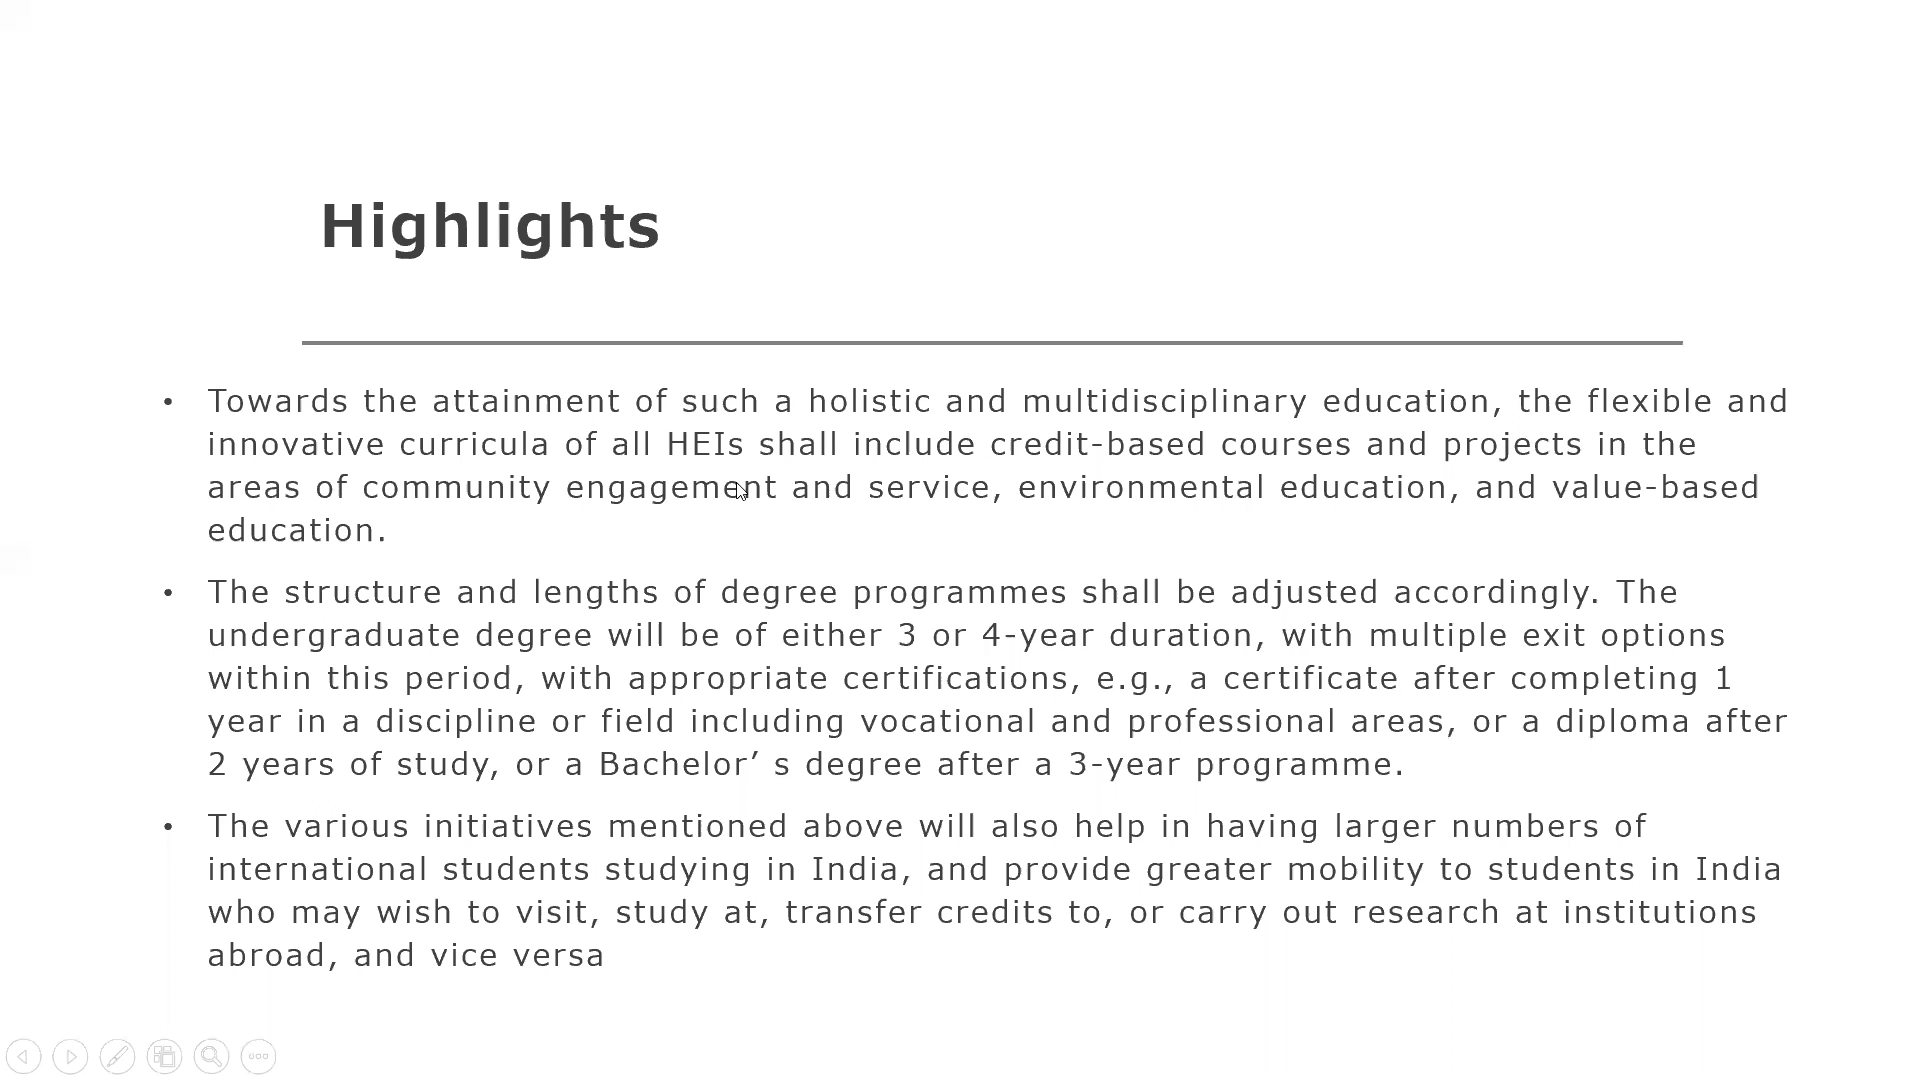 Highlights
• Towards the attainment of such a holistic and multidisciplinary education, the flexible and
innovative curricula of all HEIs shall include credit-based courses and projects in the
areas of community engagement and service, environmental education, and value-based
education.
• The structure and lengths of degree programmes shall be adjusted accordingly. The
undergraduate degree will be of either 3 or 4-year duration, with multiple exit options
within this period, with appropriate certifications, e.g., a certificate after completing 1
year in a discipline or field including vocational and professional areas, or a diploma after
2 years of study, or a Bachelor’ s degree after a 3-year programme.
• The various initiatives mentioned above will also help in having larger numbers of
international students studying in India, and provide greater mobility to students in India
who may wish to visit, study at, transfer credits to, or carry out research at institutions
abroad, and vice versa